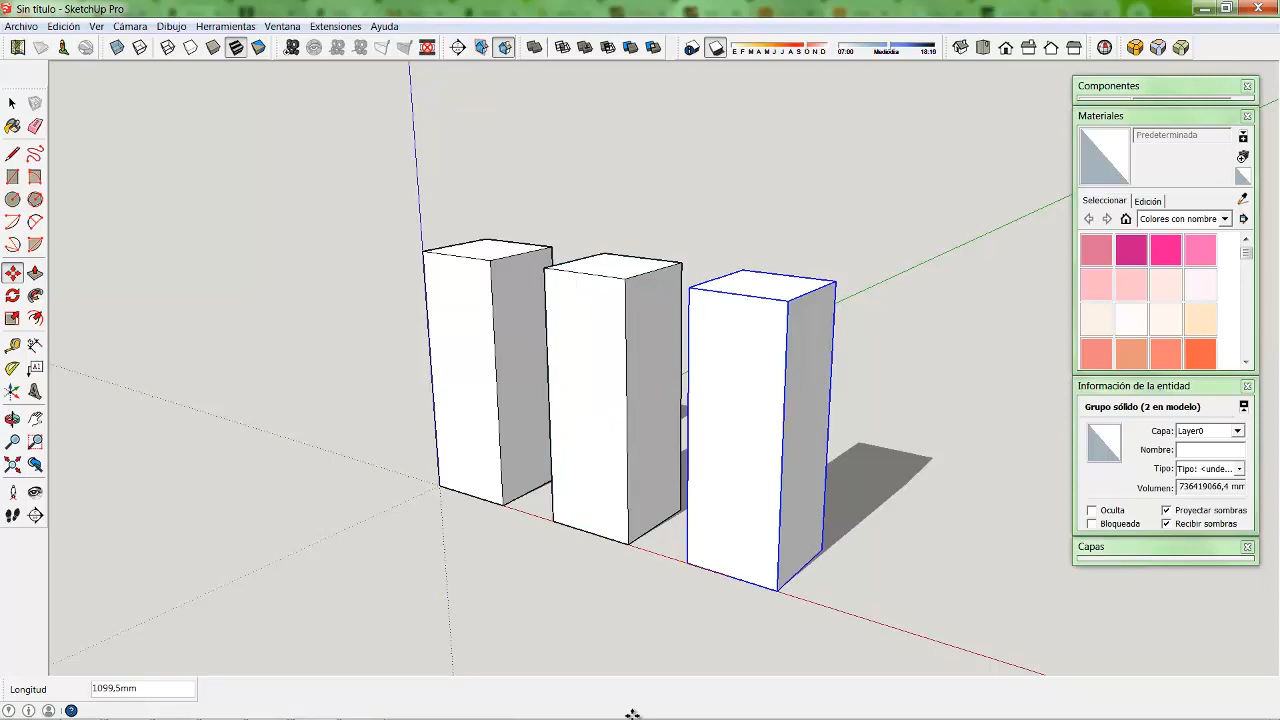 Sin título - SketchUp Pro
Archivo Edición Ver Cámara Dibujo Herramientas Ventana Extensiones Ayuda
E F M A M J J A S O N D
07:00 Mediodía 18:19
Componentes
Materiales
Predeterminada
Seleccionar Edición
Colores con nombre
Información de la entidad
Grupo sólido (2 en modelo)
Capa: Layer0
Nombre:
Tipo: Tipo: <unde...
Volumen: 736419066,4 mm
Oculta Proyectar sombras
Bloqueada Recibir sombras
Capas
Longitud 1099,5mm